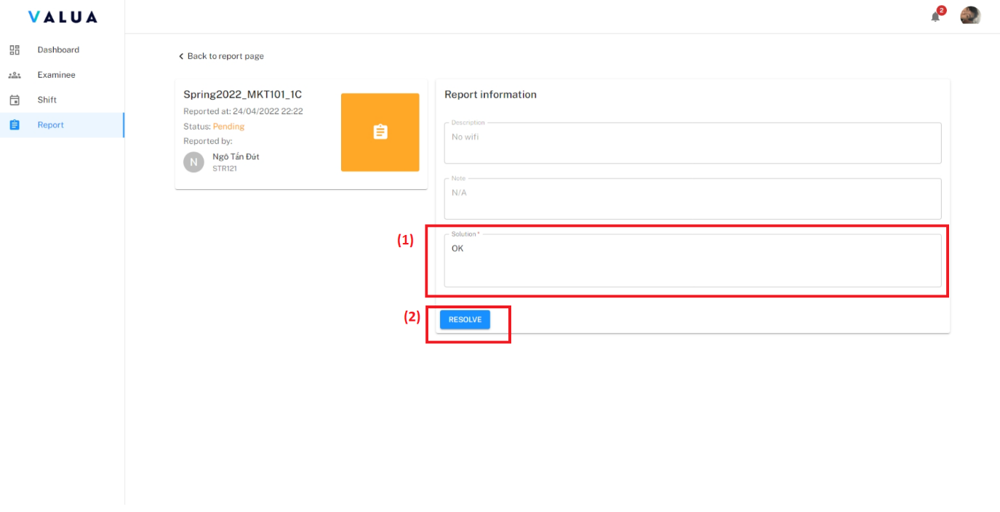 VALUA
2
Dashboard
Examinee
Shift
Report
Back to report page
Spring2022_MKT101_1C
Reported at: 24/04/2022 22:22
Status: Pending
Reported by:
N
Ngô Tấn Đứt
STR121
Report information
Description
No wifi
Note
N/A
(1)
Solution *
OK
(2)
RESOLVE